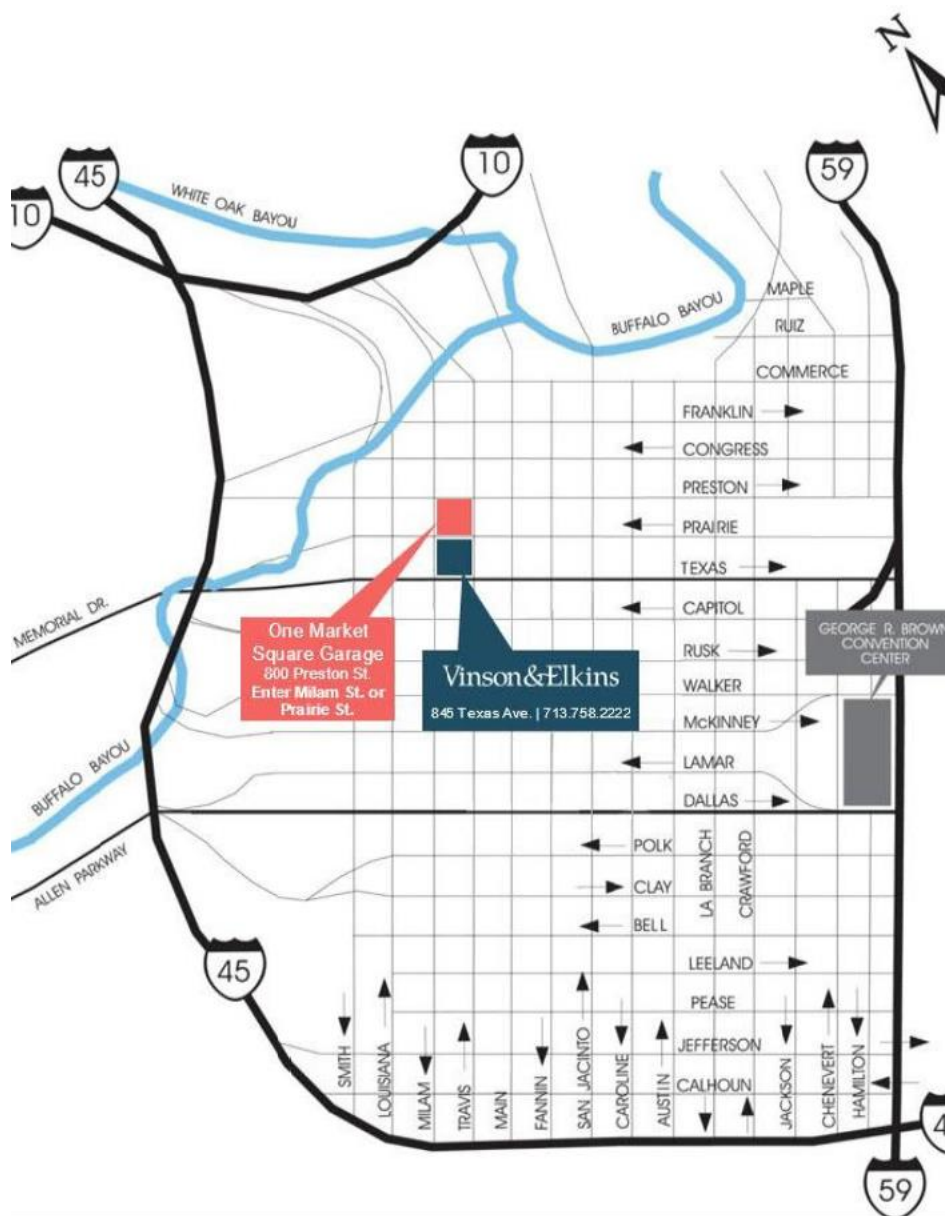 N
45
10
10
59
WHITE OAK BAYOU
BUFFALO BAYOU
MAPLE
RUIZ
COMMERCE
FRANKLIN
CONGRESS
PRESTON
PRAIRIE
TEXAS
MEMORIAL DR.
CAPITOL
One Market
Square Garage
800 Preston St.
Enter Milam St. or
Prairie St.
Vinson&Elkins
845 Texas Ave. | 713.758.2222
GEORGE R. BROWN
CONVENTION
CENTER
RUSK
WALKER
McKINNEY
LAMAR
DALLAS
BUFFALO BAYOU
ALLEN PARKWAY
POLK
CLAY
BELL
LA BRANCH
CRAWFORD
45
LEELAND
PEASE
JEFFERSON
CALHOUN
SMITH
LOUISIANA
MILAM
TRAVIS
MAIN
FANNIN
SAN JACINTO
CAROLINE
AUSTIN
JACKSON
CHENEVERT
HAMILTON
4
59